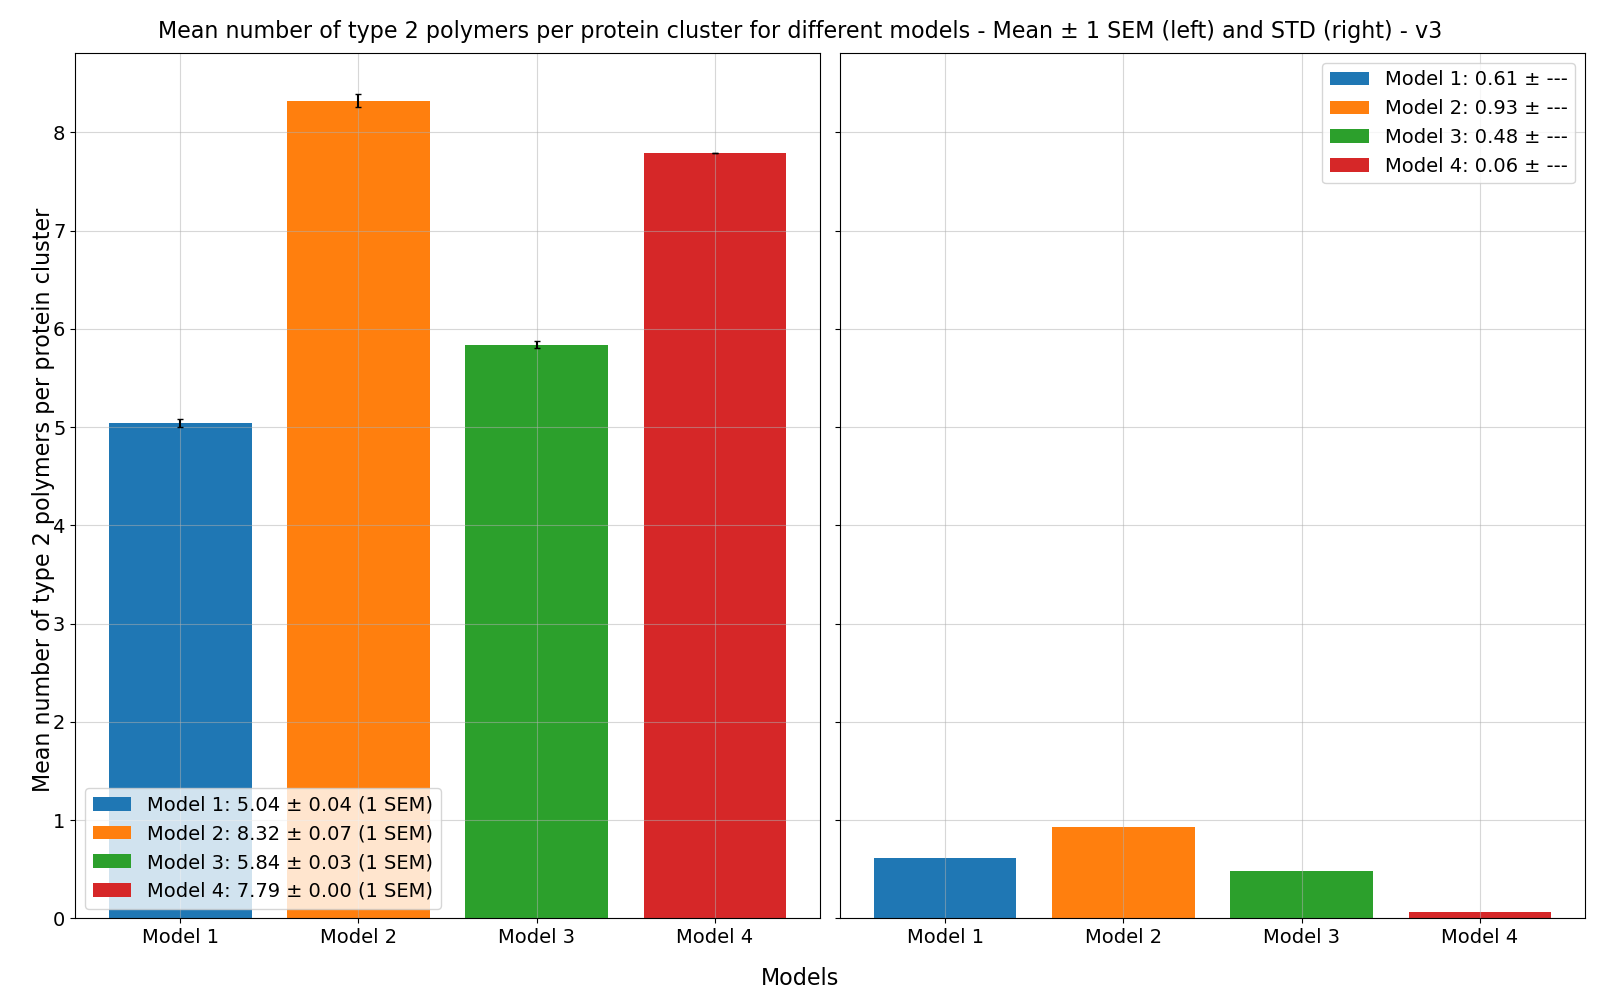 Mean number of type 2 polymers per protein cluster for different models - Mean ± 1 SEM (left) and STD (right) - v3
Mean number of type 2 polymers per protein cluster
8
7
6
5
4
3
2
1
0
Model 1: 5.04 ± 0.04 (1 SEM)
Model 2: 8.32 ± 0.07 (1 SEM)
Model 3: 5.84 ± 0.03 (1 SEM)
Model 4: 7.79 ± 0.00 (1 SEM)
Model 1 Model 2 Model 3 Model 4
Model 1: 0.61 ± ---
Model 2: 0.93 ± ---
Model 3: 0.48 ± ---
Model 4: 0.06 ± ---
Model 1 Model 2 Model 3 Model 4
Models